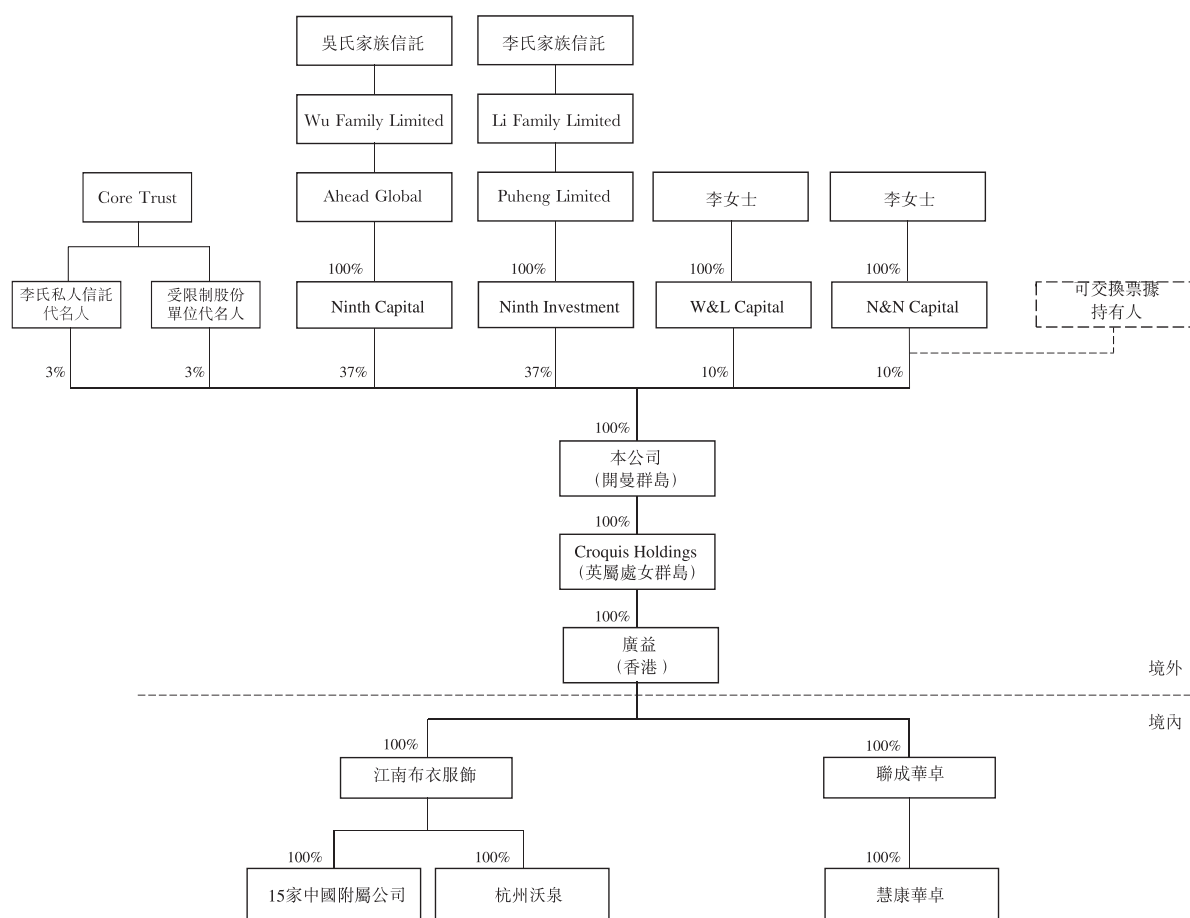 吳氏家族信託
李氏家族信託
Wu Family Limited
Li Family Limited
Core Trust
Ahead Global
Puheng Limited
李女士
李女士
100%
100%
100%
100%
李氏私人信託
代名人
受限制股份
單位代名人
Ninth Capital
Ninth Investment
W&L Capital
N&N Capital
可交換票據
持有人
3%
3%
37%
37%
10%
10%
100%
本公司
(開曼群島)
100%
Croquis Holdings
(英屬處女群島)
100%
廣益
(香港)
境外
境內
100%
100%
江南布衣服飾
聯成華卓
100%
100%
100%
15家中國附屬公司
杭州沃泉
慧康華卓